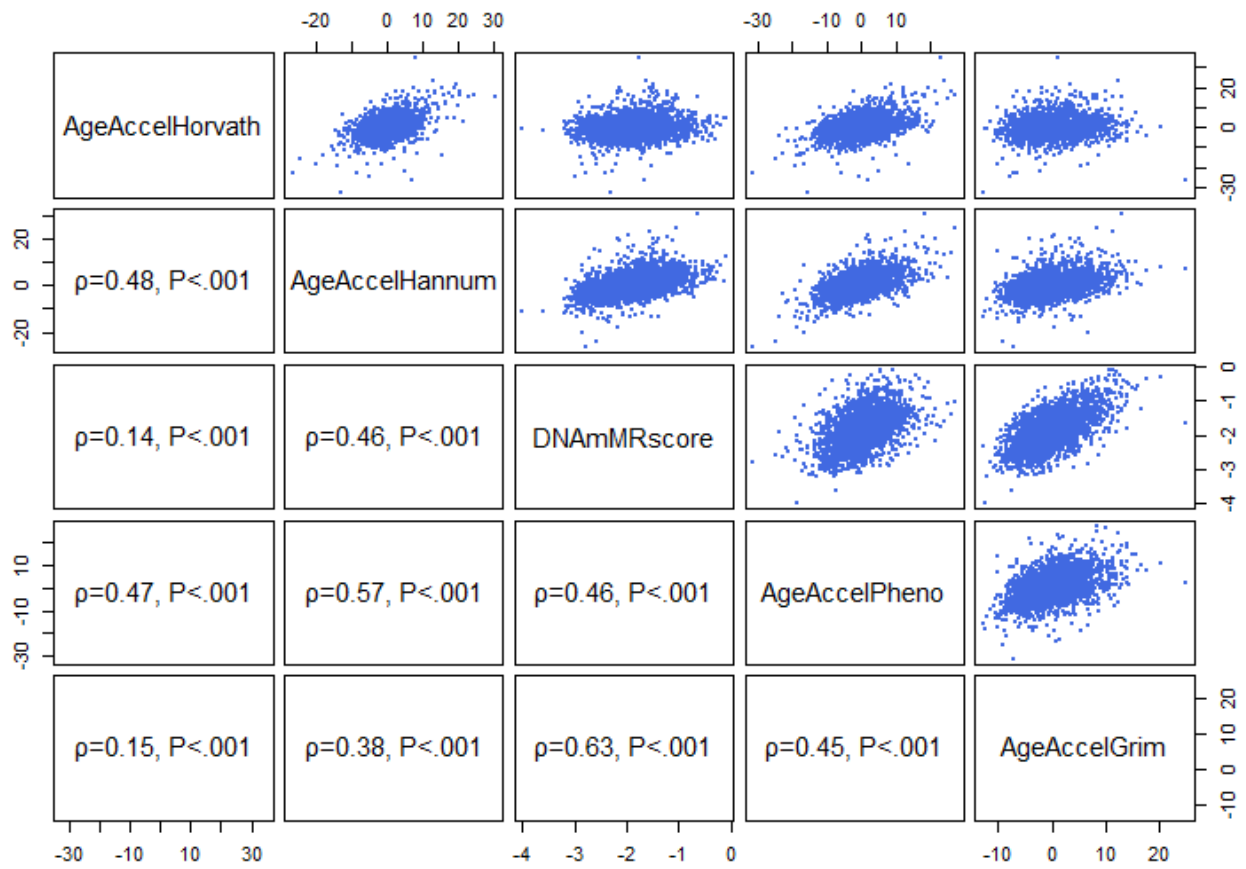 -20 0 10 20 30 -30 -10 0 10
AgeAccelHorvath -30 0 20
-20 0 20 ρ=0.48, P<.001 AgeAccelHannum
ρ=0.14, P<.001 ρ=0.46, P<.001 DNAmMRscore -4 -3 -2 -1 0
-30 -10 10 ρ=0.47, P<.001 ρ=0.57, P<.001 ρ=0.46, P<.001 AgeAccelPheno
ρ=0.15, P<.001 ρ=0.38, P<.001 ρ=0.63, P<.001 ρ=0.45, P<.001 AgeAccelGrim -10 0 10 20
-30 -10 10 30 -4 -3 -2 -1 0 -10 0 10 20